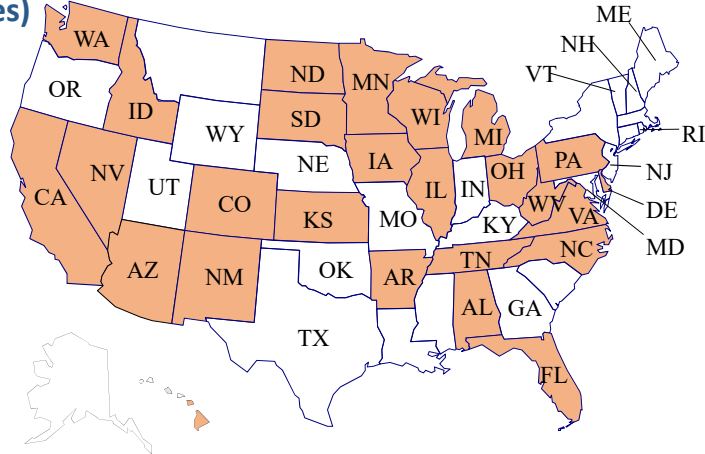 es)
ME
NH
VT
WA
ND
MN
OR
ID
SD
WI
MI
WY
RI
NE
IA
PA
OH
NJ
NV
UT
CO
IL
IN
CA
WV
DE
KS
MO
KY
VA
MD
NC
AZ
NM
OK
AR
TN
AL
GA
TX
FL